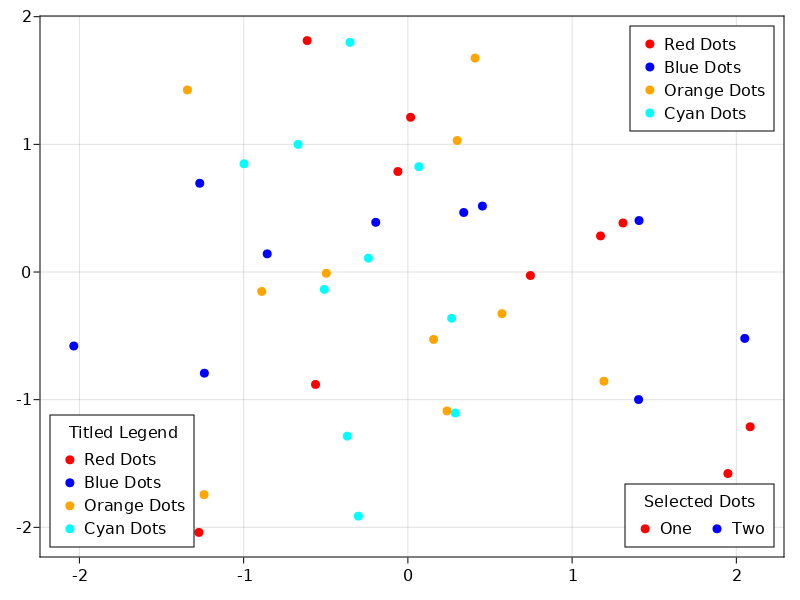 2
Red Dots
Blue Dots
Orange Dots
Cyan Dots
1
0
-1
Titled Legend
Red Dots
Blue Dots
Orange Dots
Cyan Dots
Selected Dots
One Two
-2
-2 -1 0 1 2